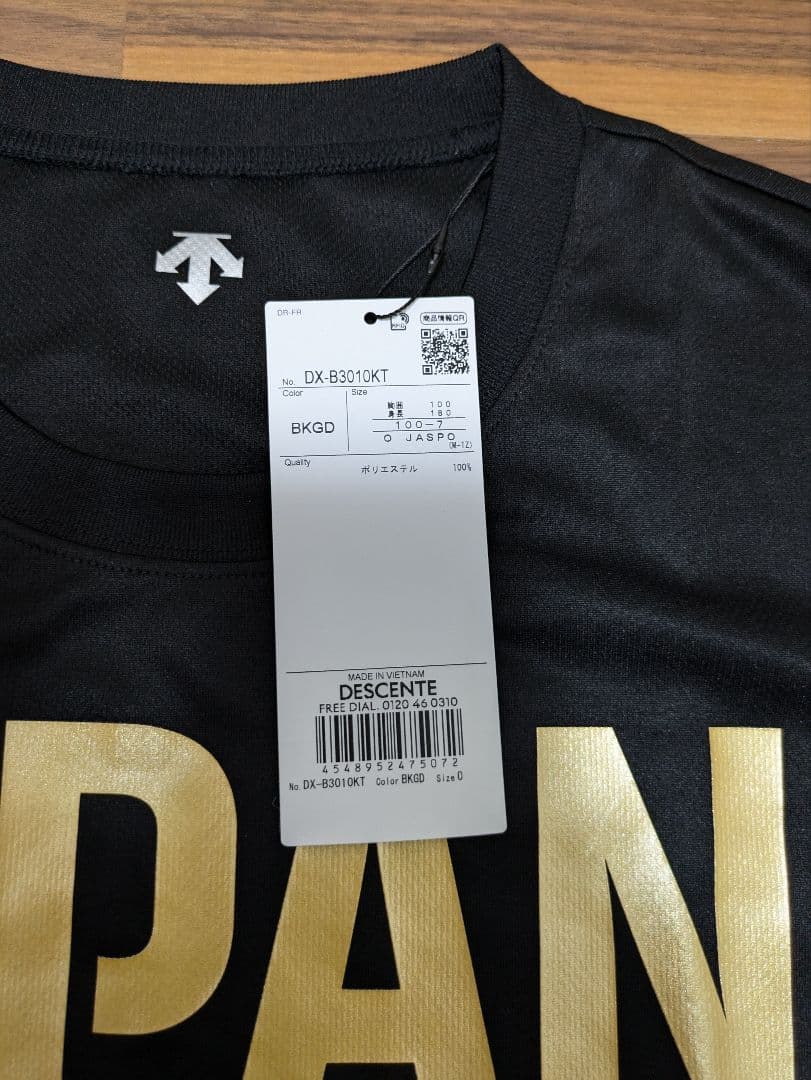 DR-FR
RFID
商品情報QR
No. DX-B3010KT
Color
Size
BKGD
胸囲 100
身長 180
100-7
O JASPO
(M-1Z)
Quality
ポリエステル 100%
MADE IN VIETNAM
DESCENTE
FREE DIAL. 0120 46 0310
4548952475072
No. DX-B3010KT Color BKGD Size O
PAN